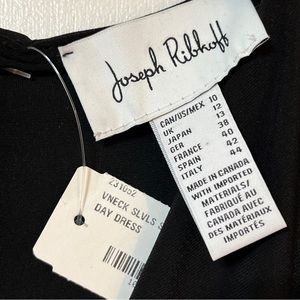 Joseph Ribkoff
CAN/US/MEX 10
UK 12
JAPAN 13
GER 38
FRANCE 40
SPAIN 42
ITALY 44
MADE IN CANADA
WITH IMPORTED
MATERIALS/
FABRIQUÉ AU
CANADA AVEC
DES MATÉRIAUX
IMPORTÉS
231052
VNECK SLVLS S
DAY DRESS